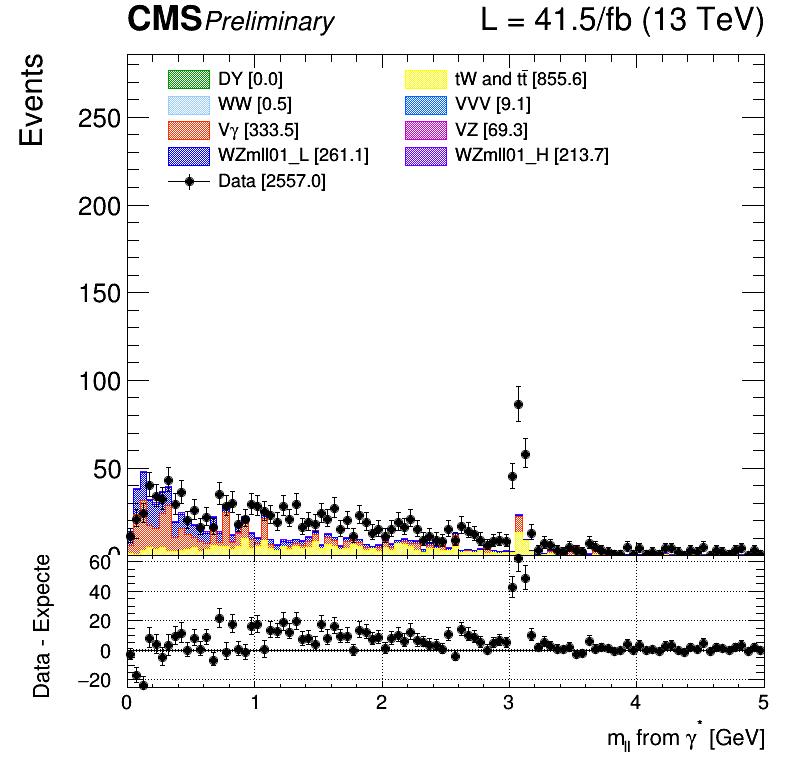 CMS Preliminary L = 41.5/fb (13 TeV)
Events
DY [0.0] tW and tt̄ [855.6]
WW [0.5] VVV [9.1]
Vγ [333.5] VZ [69.3]
WZmll01_L [261.1] WZmll01_H [213.7]
Data [2557.0]
250
200
150
100
50
0
Data - Expecte
60
40
20
0
−20
0 1 2 3 4 5
m_ll from γ* [GeV]